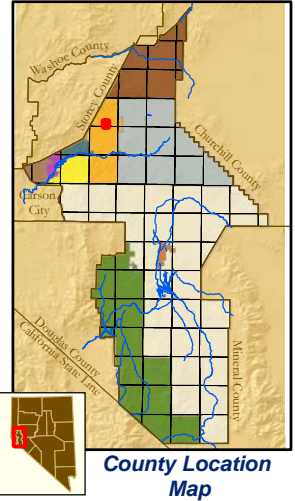 Washoe County
Storey County
Churchill County
Carson
City
Douglas County
California State Line
Mineral County
County Location
Map